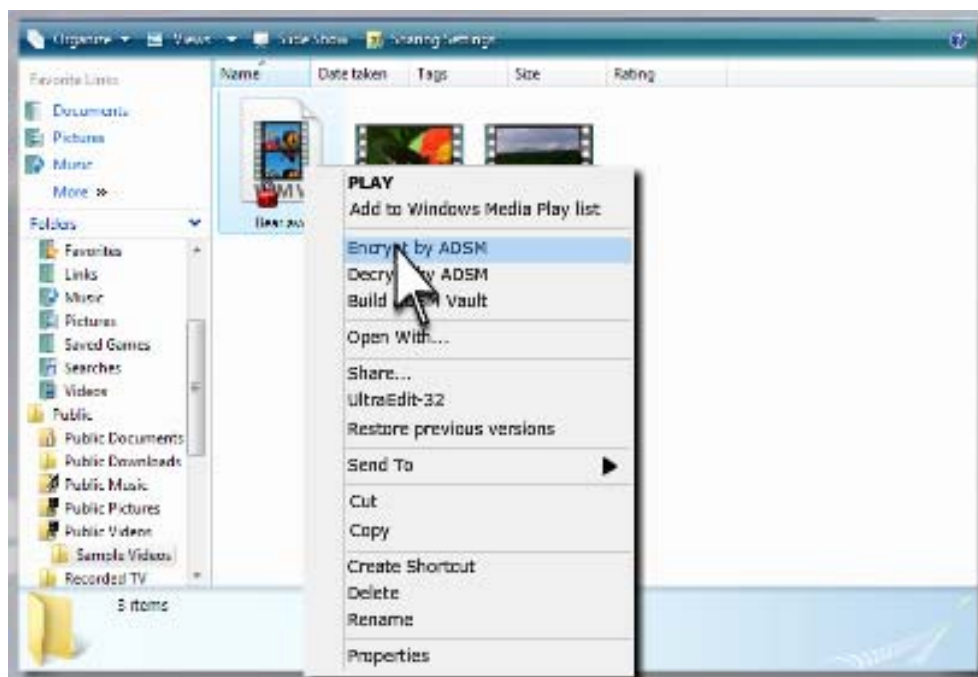 Organize Views Slide Show Sharing Settings
Favorite Links
Name Date taken Tags Size Rating
Documents
Pictures
Music
More »
Folders
Favorites
Links
Music
Pictures
Saved Games
Searches
Videos
Public
Public Documents
Public Downloads
Public Music
Public Pictures
Public Videos
Sample Videos
Recorded TV
3 items
PLAY
Add to Windows Media Play list
Encrypt by ADSM
Decrypt by ADSM
Build Vault
Open With...
Share...
UltraEdit-32
Restore previous versions
Send To
Cut
Copy
Create Shortcut
Delete
Rename
Properties